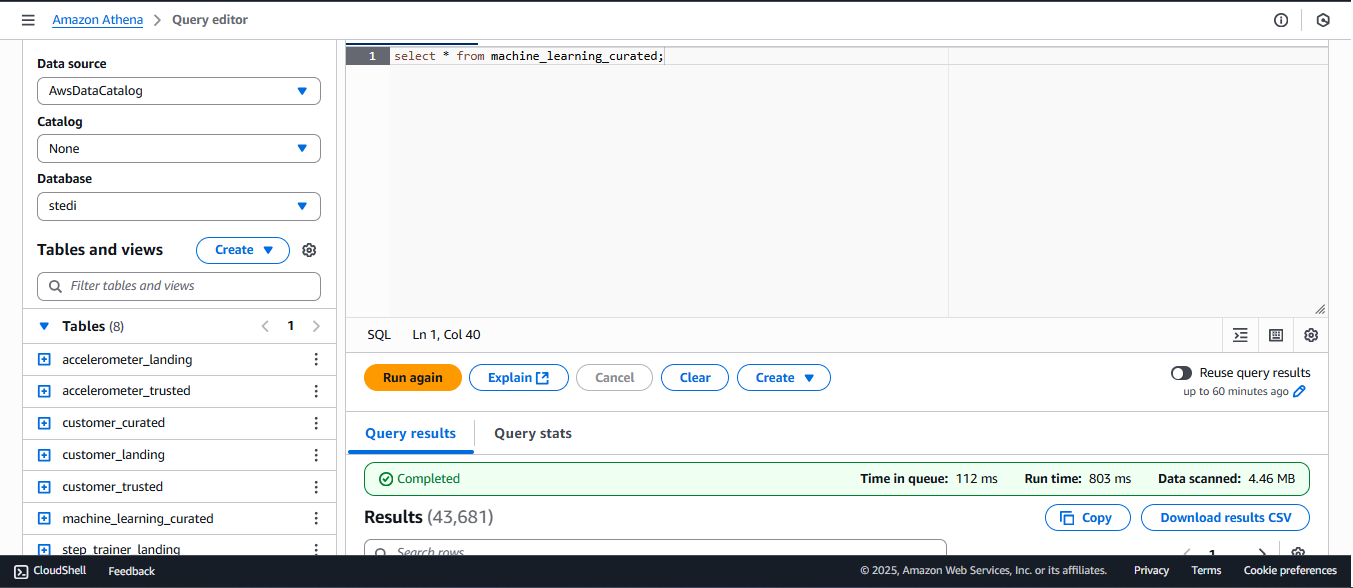 Amazon Athena > Query editor
Data source
AwsDataCatalog
Catalog
None
Database
stedi
Tables and views
Create
Filter tables and views
Tables (8)
1
accelerometer_landing
accelerometer_trusted
customer_curated
customer_landing
customer_trusted
machine_learning_curated
step_trainer_landing
1 select * from machine_learning_curated;
SQL Ln 1, Col 40
Run again Explain Cancel Clear Create
Reuse query results
up to 60 minutes ago
Query results Query stats
Completed Time in queue: 112 ms Run time: 803 ms Data scanned: 4.46 MB
Results (43,681) Copy Download results CSV
Search rows 1
CloudShell Feedback © 2025, Amazon Web Services, Inc. or its affiliates. Privacy Terms Cookie preferences